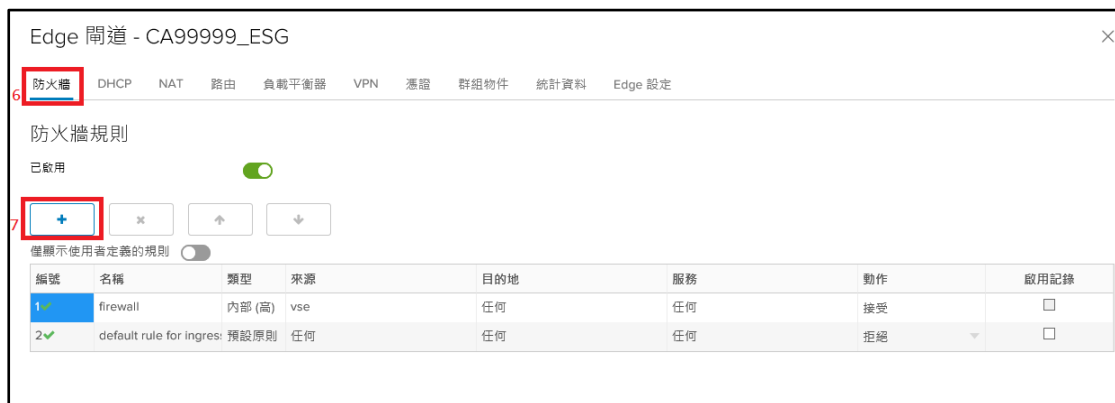 Edge 閘道 - CA99999_ESG
6 防火牆 DHCP NAT 路由 負載平衡器 VPN 憑證 群組物件 統計資料 Edge 設定
防火牆規則
已啟用
7
僅顯示使用者定義的規則
編號 名稱 類型 來源 目的地 服務 動作 啟用記錄
1 firewall 內部 (高) vse 任何 任何 接受
2 default rule for ingres 預設原則 任何 任何 任何 拒絕